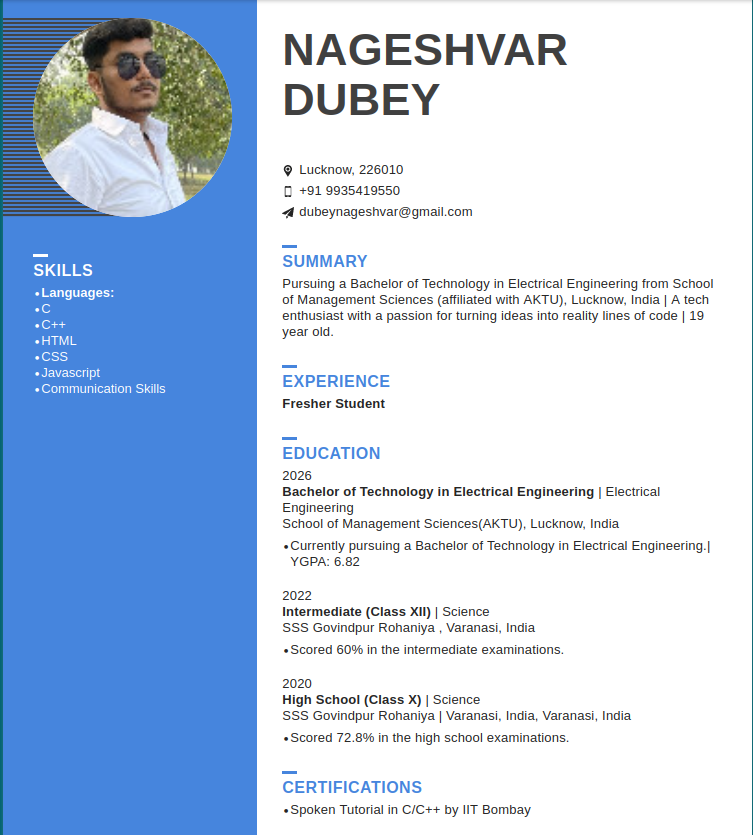 NAGESHVAR
DUBEY
Lucknow, 226010
+91 9935419550
dubeynageshvar@gmail.com
SKILLS
•Languages:
•C
•C++
•HTML
•CSS
•Javascript
•Communication Skills
SUMMARY
Pursuing a Bachelor of Technology in Electrical Engineering from School
of Management Sciences (affiliated with AKTU), Lucknow, India | A tech
enthusiast with a passion for turning ideas into reality lines of code | 19
year old.
EXPERIENCE
Fresher Student
EDUCATION
2026
Bachelor of Technology in Electrical Engineering | Electrical
Engineering
School of Management Sciences(AKTU), Lucknow, India
•Currently pursuing a Bachelor of Technology in Electrical Engineering.|
YGPA: 6.82
2022
Intermediate (Class XII) | Science
SSS Govindpur Rohaniya , Varanasi, India
•Scored 60% in the intermediate examinations.
2020
High School (Class X) | Science
SSS Govindpur Rohaniya | Varanasi, India, Varanasi, India
•Scored 72.8% in the high school examinations.
CERTIFICATIONS
•Spoken Tutorial in C/C++ by IIT Bombay